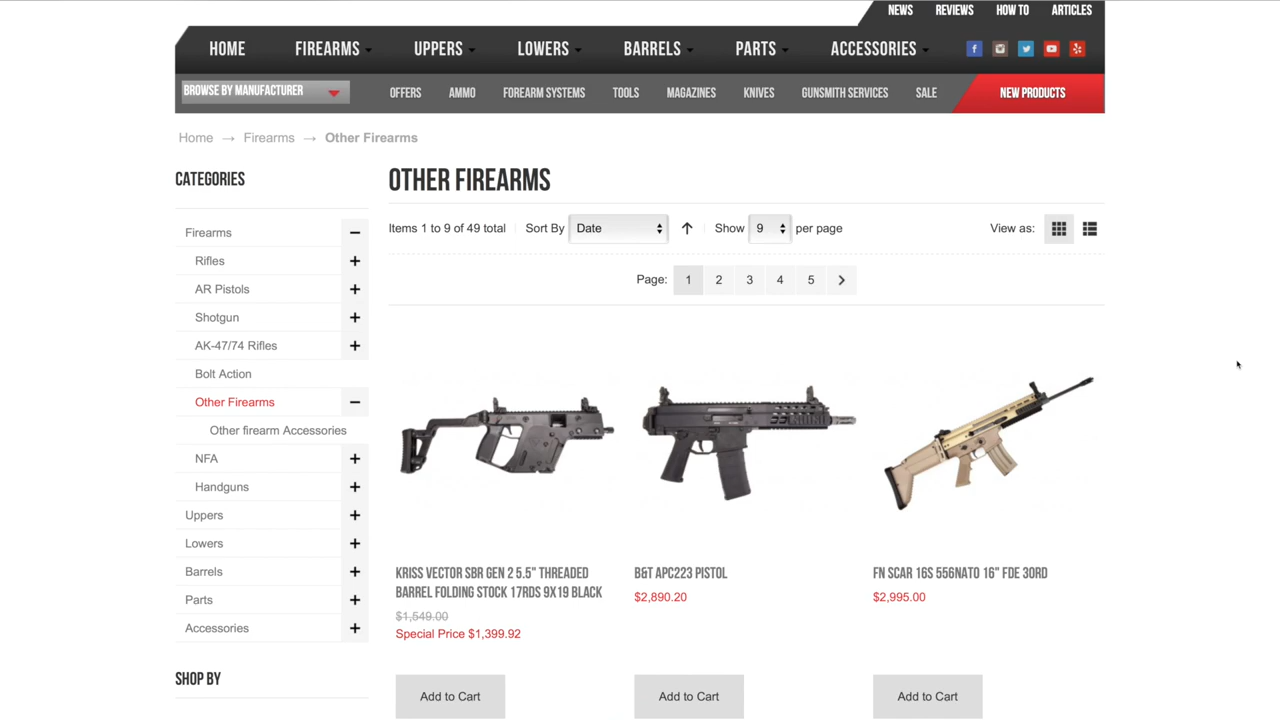 NEWS REVIEWS HOW TO ARTICLES
HOME FIREARMS UPPERS LOWERS BARRELS PARTS ACCESSORIES
BROWSE BY MANUFACTURER OFFERS AMMO FOREARM SYSTEMS TOOLS MAGAZINES KNIVES GUNSMITH SERVICES SALE NEW PRODUCTS
Home → Firearms → Other Firearms
CATEGORIES
Firearms
Rifles
AR Pistols
Shotgun
AK-47/74 Rifles
Bolt Action
Other Firearms
Other firearm Accessories
NFA
Handguns
Uppers
Lowers
Barrels
Parts
Accessories
SHOP BY
OTHER FIREARMS
Items 1 to 9 of 49 total Sort By Date Show 9 per page View as:
Page: 1 2 3 4 5
KRISS VECTOR SBR GEN 2 5.5" THREADED
BARREL FOLDING STOCK 17RDS 9X19 BLACK
$1,549.00
Special Price $1,399.92
Add to Cart
B&T APC223 PISTOL
$2,890.20
Add to Cart
FN SCAR 16S 556NATO 16" FDE 30RD
$2,995.00
Add to Cart